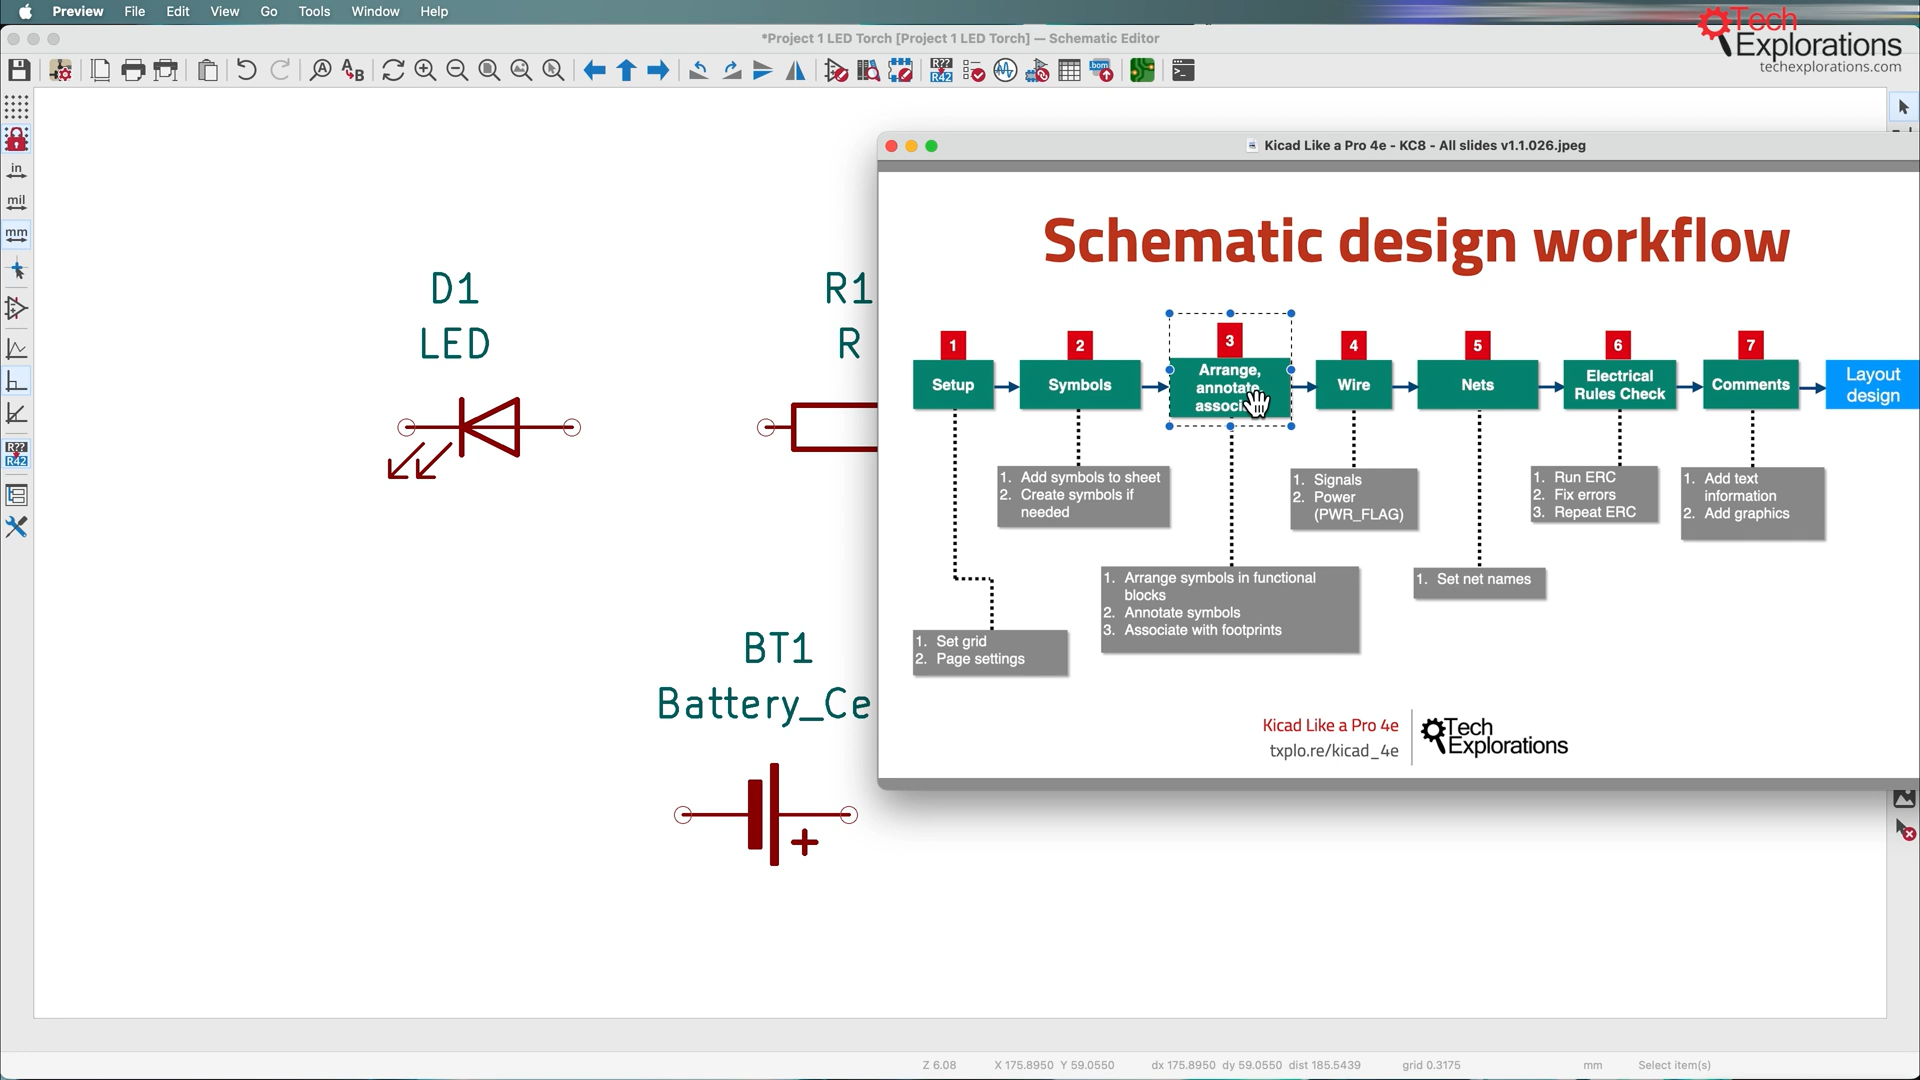 Preview File Edit View Go Tools Window Help
Tech
Explorations
techexplorations.com
*Project 1 LED Torch [Project 1 LED Torch] — Schematic Editor
in
mil
mm
R??
R42
R??
R42
bom
D1
LED
R1
R
BT1
Battery_Ce
Kicad Like a Pro 4e - KC8 - All slides v1.1.026.jpeg
Schematic design workflow
1 2 3 4 5 6 7
Setup
Symbols
Arrange,
annotate,
associ
Wire
Nets
Electrical
Rules Check
Comments
Layout
design
1. Add symbols to sheet
2. Create symbols if
needed
1. Signals
2. Power
(PWR_FLAG)
1. Run ERC
2. Fix errors
3. Repeat ERC
1. Add text
information
2. Add graphics
1. Arrange symbols in functional
blocks
2. Annotate symbols
3. Associate with footprints
1. Set net names
1. Set grid
2. Page settings
Kicad Like a Pro 4e
txplo.re/kicad_4e
Tech
Explorations
Z 6.08 X 175.8950 Y 59.0550 dx 175.8950 dy 59.0550 dist 185.5439 grid 0.3175 mm Select item(s)